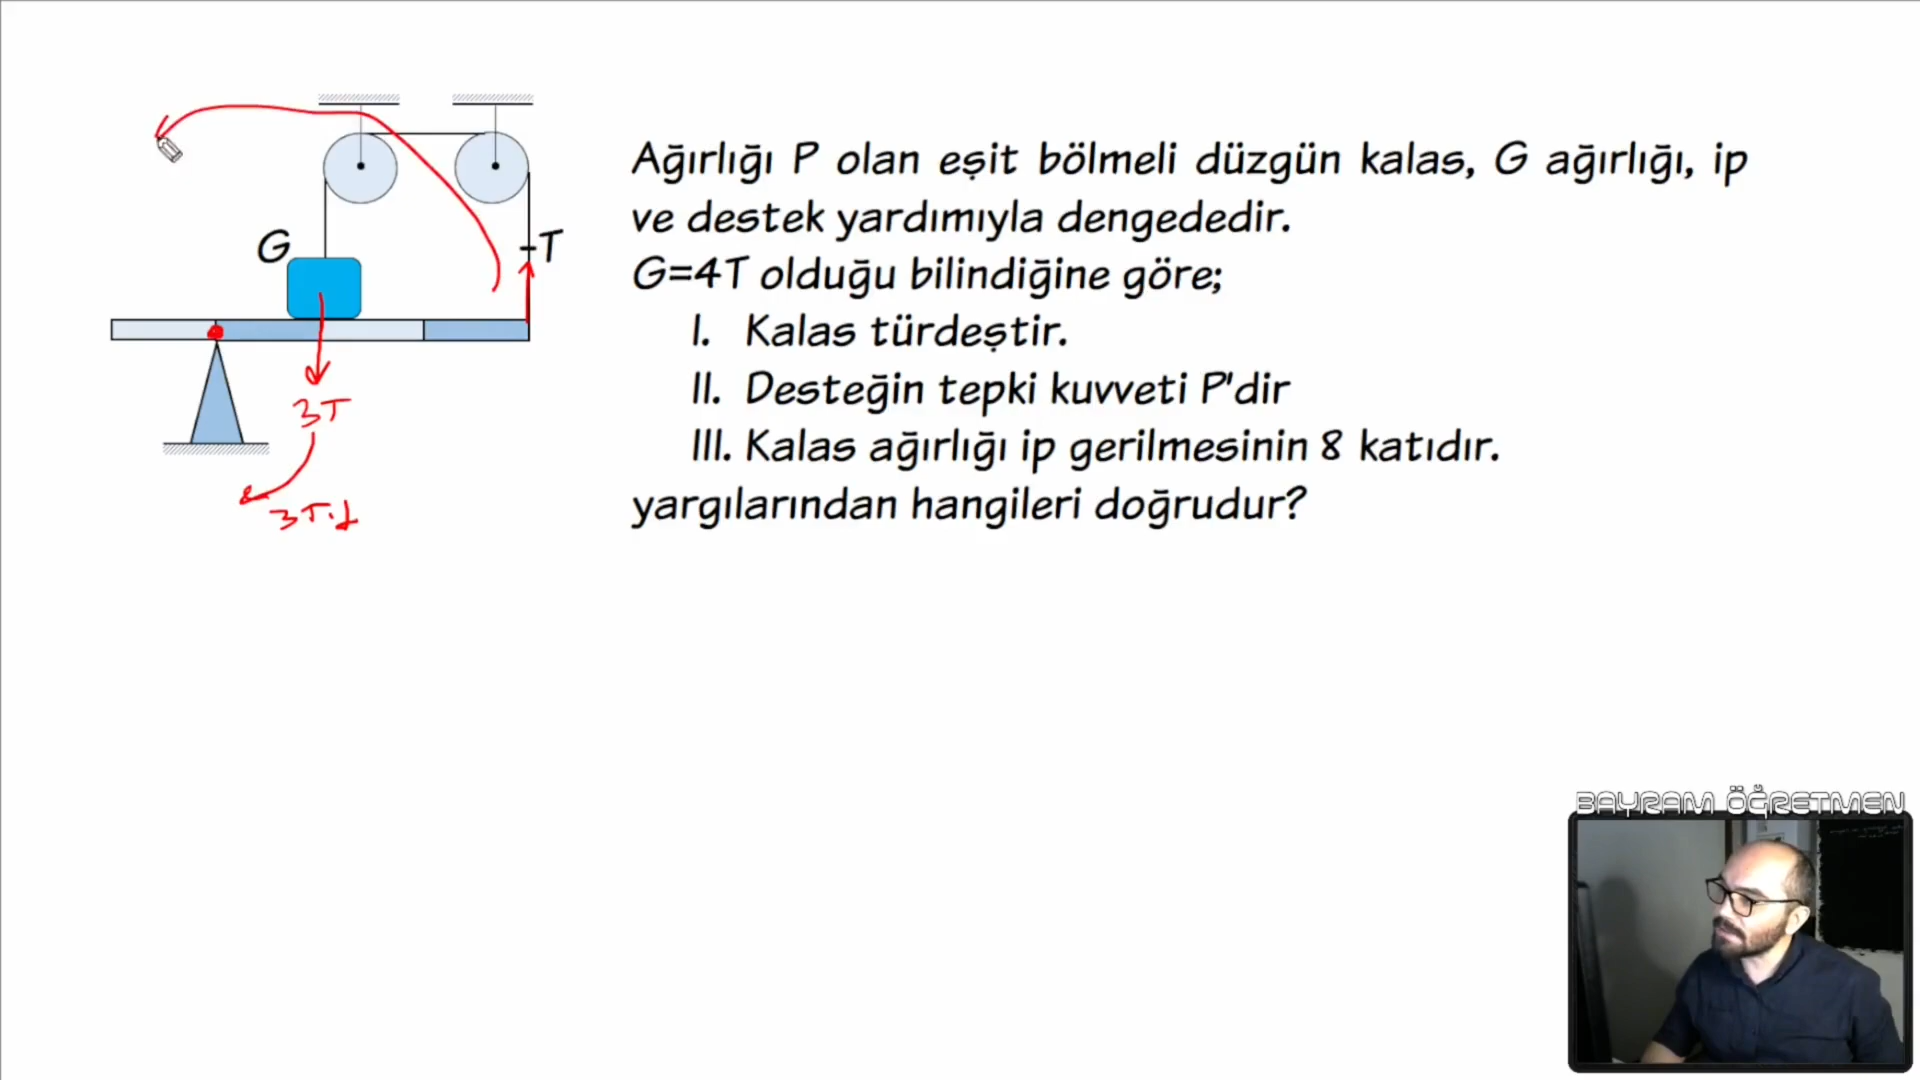 G
-T
3T
3T.1
Ağırlığı P olan eşit bölmeli düzgün kalas, G ağırlığı, ip
ve destek yardımıyla dengededir.
G=4T olduğu bilindiğine göre;
I. Kalas türdeştir.
II. Desteğin tepki kuvveti P'dir
III. Kalas ağırlığı ip gerilmesinin 8 katıdır.
yargılarından hangileri doğrudur?
BAYRAM ÖĞRETMEN